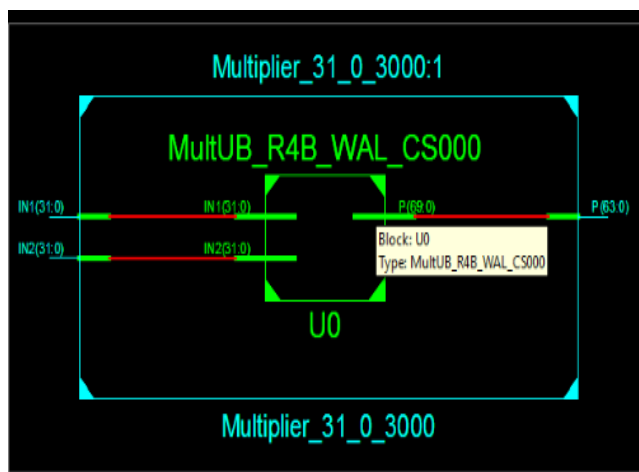 Multiplier_31_0_3000:1
MultUB_R4B_WAL_CS000
IN1(31:0)
IN1(31:0)
P(69:0)
P(63:0)
IN2(31:0)
IN2(31:0)
Block: U0
Type: MultUB_R4B_WAL_CS000
U0
Multiplier_31_0_3000